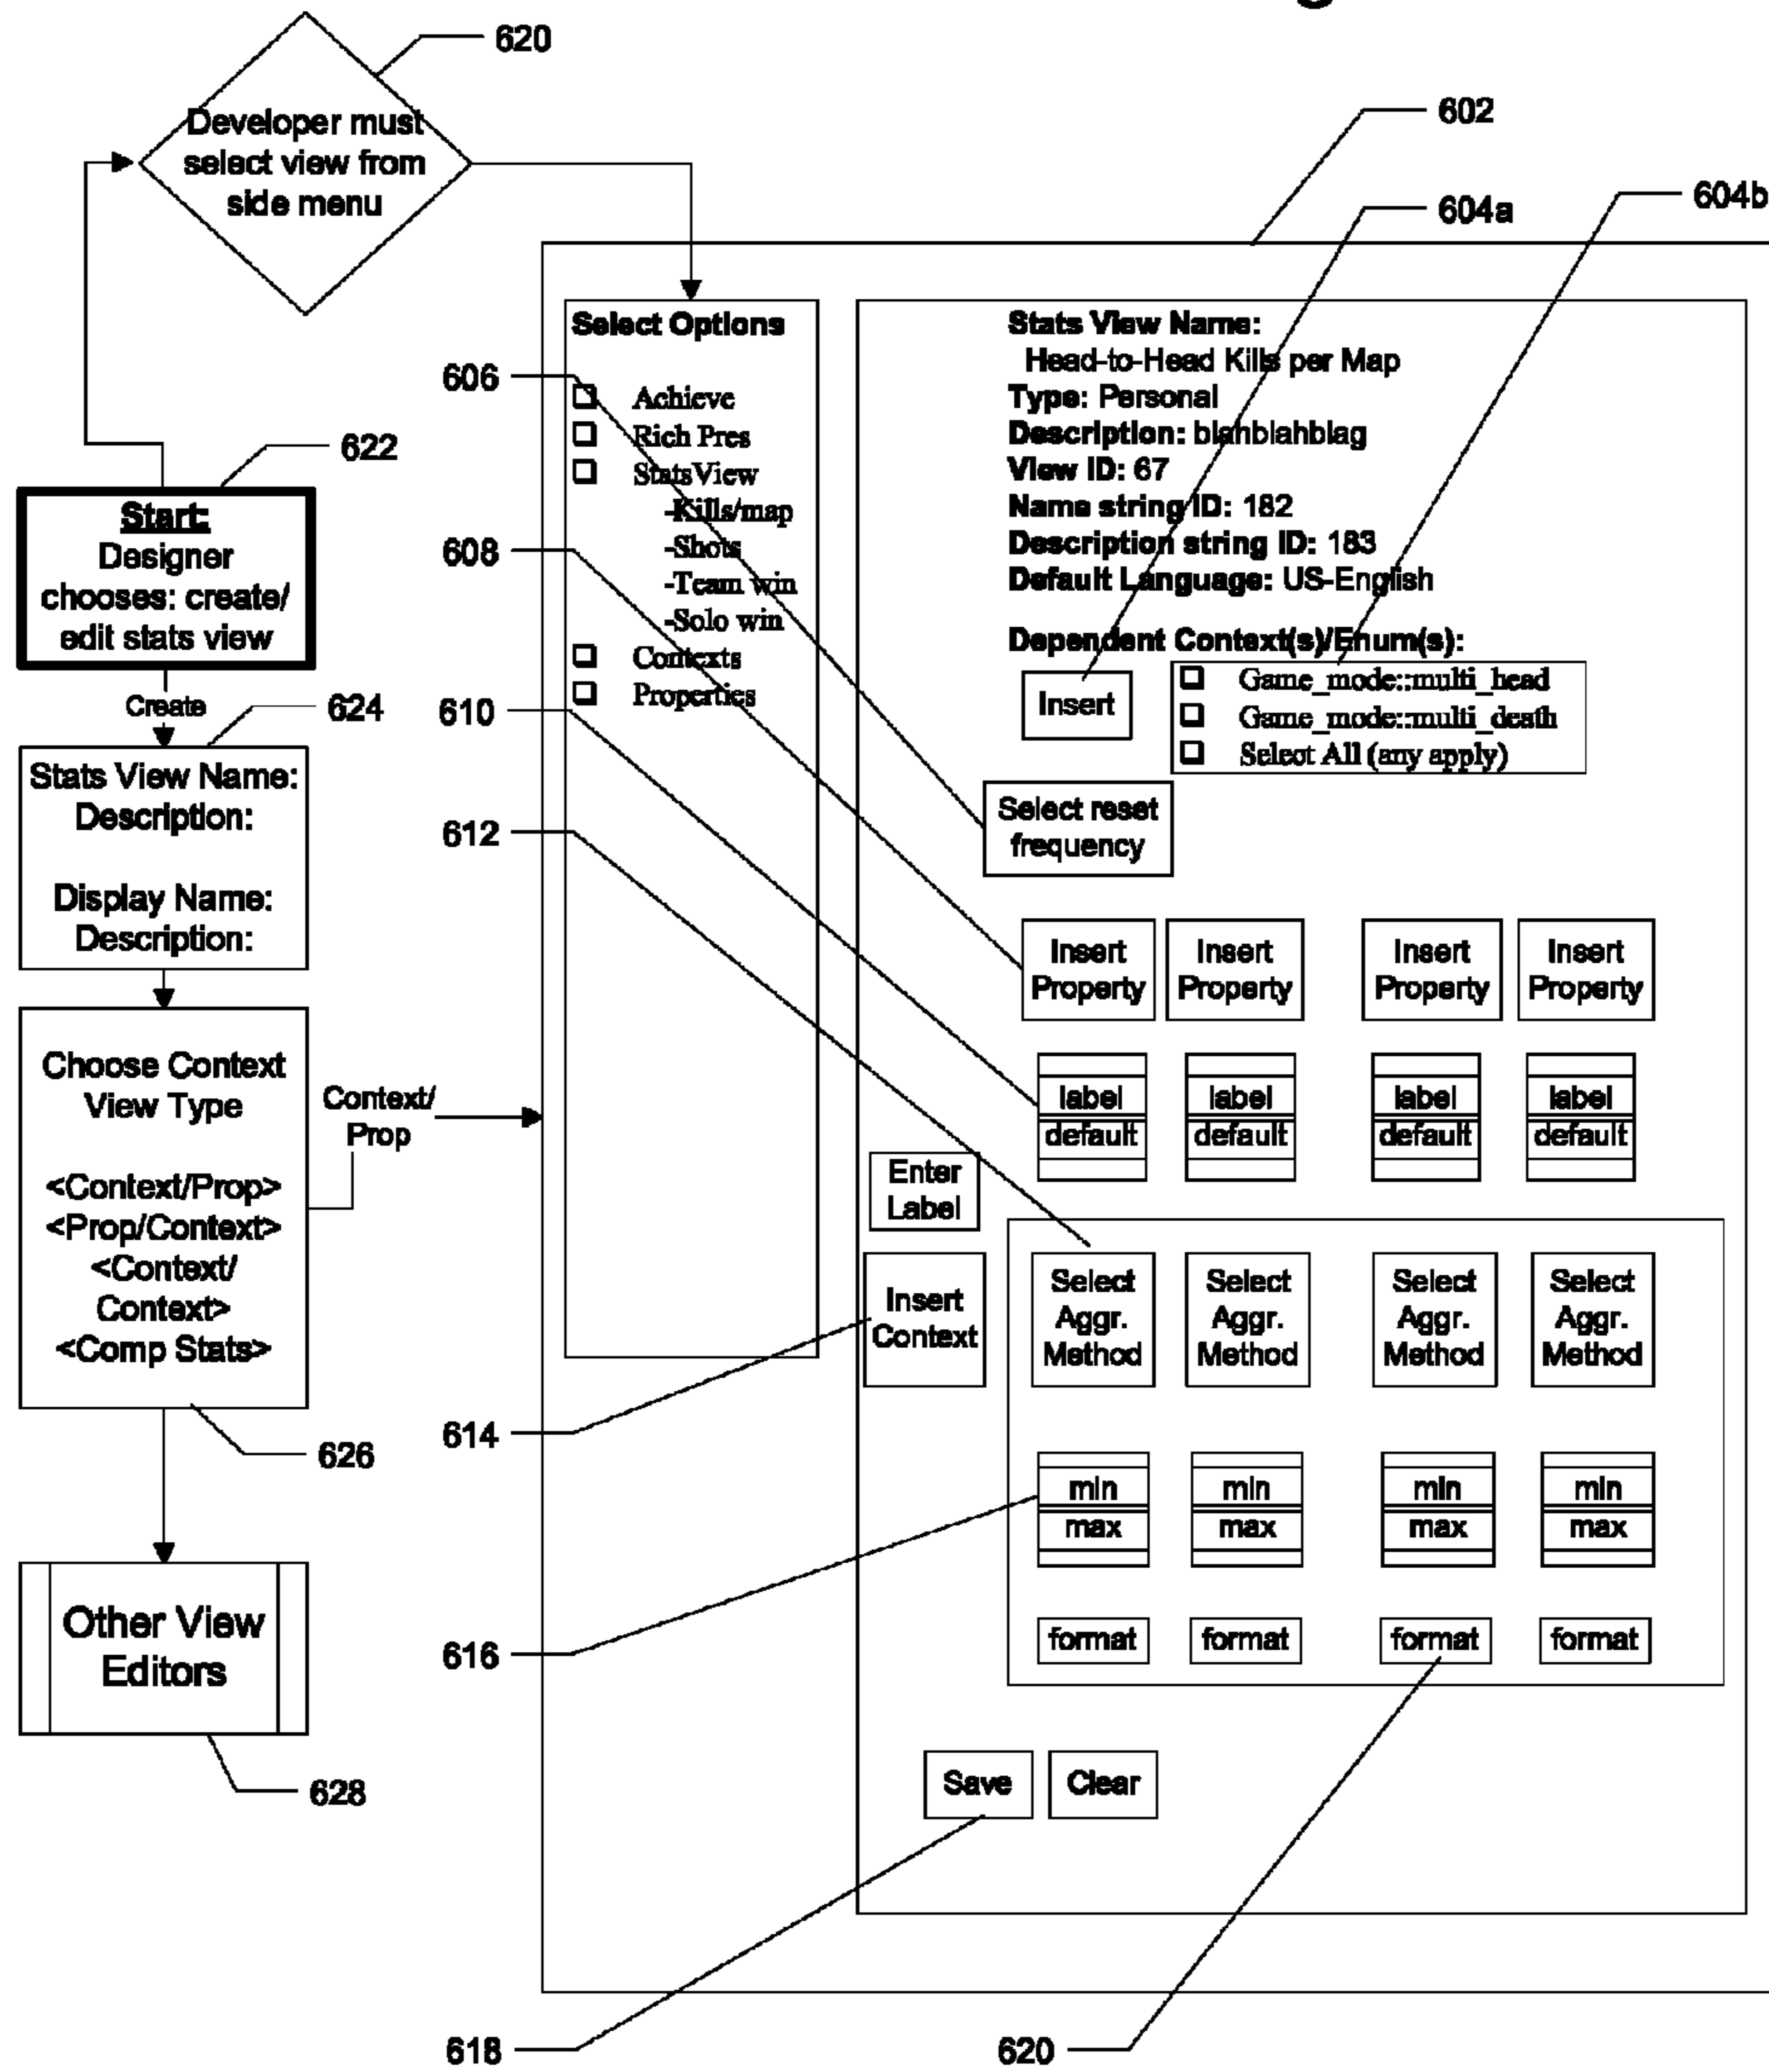 620
Developer must
select view from
side menu
602
604a
604b
622
Start:
Designer
chooses: create/
edit stats view
Create
624
Stats View Name:
Description:
Display Name:
Description:
Choose Context
View Type
<Context/Prop>
<Prop/Context>
<Context/
Context>
<Comp Stats>
Context/
Prop
626
Other View
Editors
628
606
608
610
612
614
616
Select Options
Achieve
Rich Pres
StatsView
-Kills/map
-Shots
-Team win
-Solo win
Contexts
Properties
Stats View Name:
Head-to-Head Kills per Map
Type: Personal
Description: blahblahblag
View ID: 67
Name string ID: 182
Description string ID: 183
Default Language: US-English
Dependent Context(s)/Enum(s):
Insert
Game_mode::multi_head
Game_mode::multi_death
Select All (any apply)
Select reset
frequency
Insert Property Insert Property Insert Property Insert Property
label label label label
default default default default
Enter
Label
Insert
Context
Select Aggr. Method Select Aggr. Method Select Aggr. Method Select Aggr. Method
min min min min
max max max max
format format format format
Save Clear
618
620